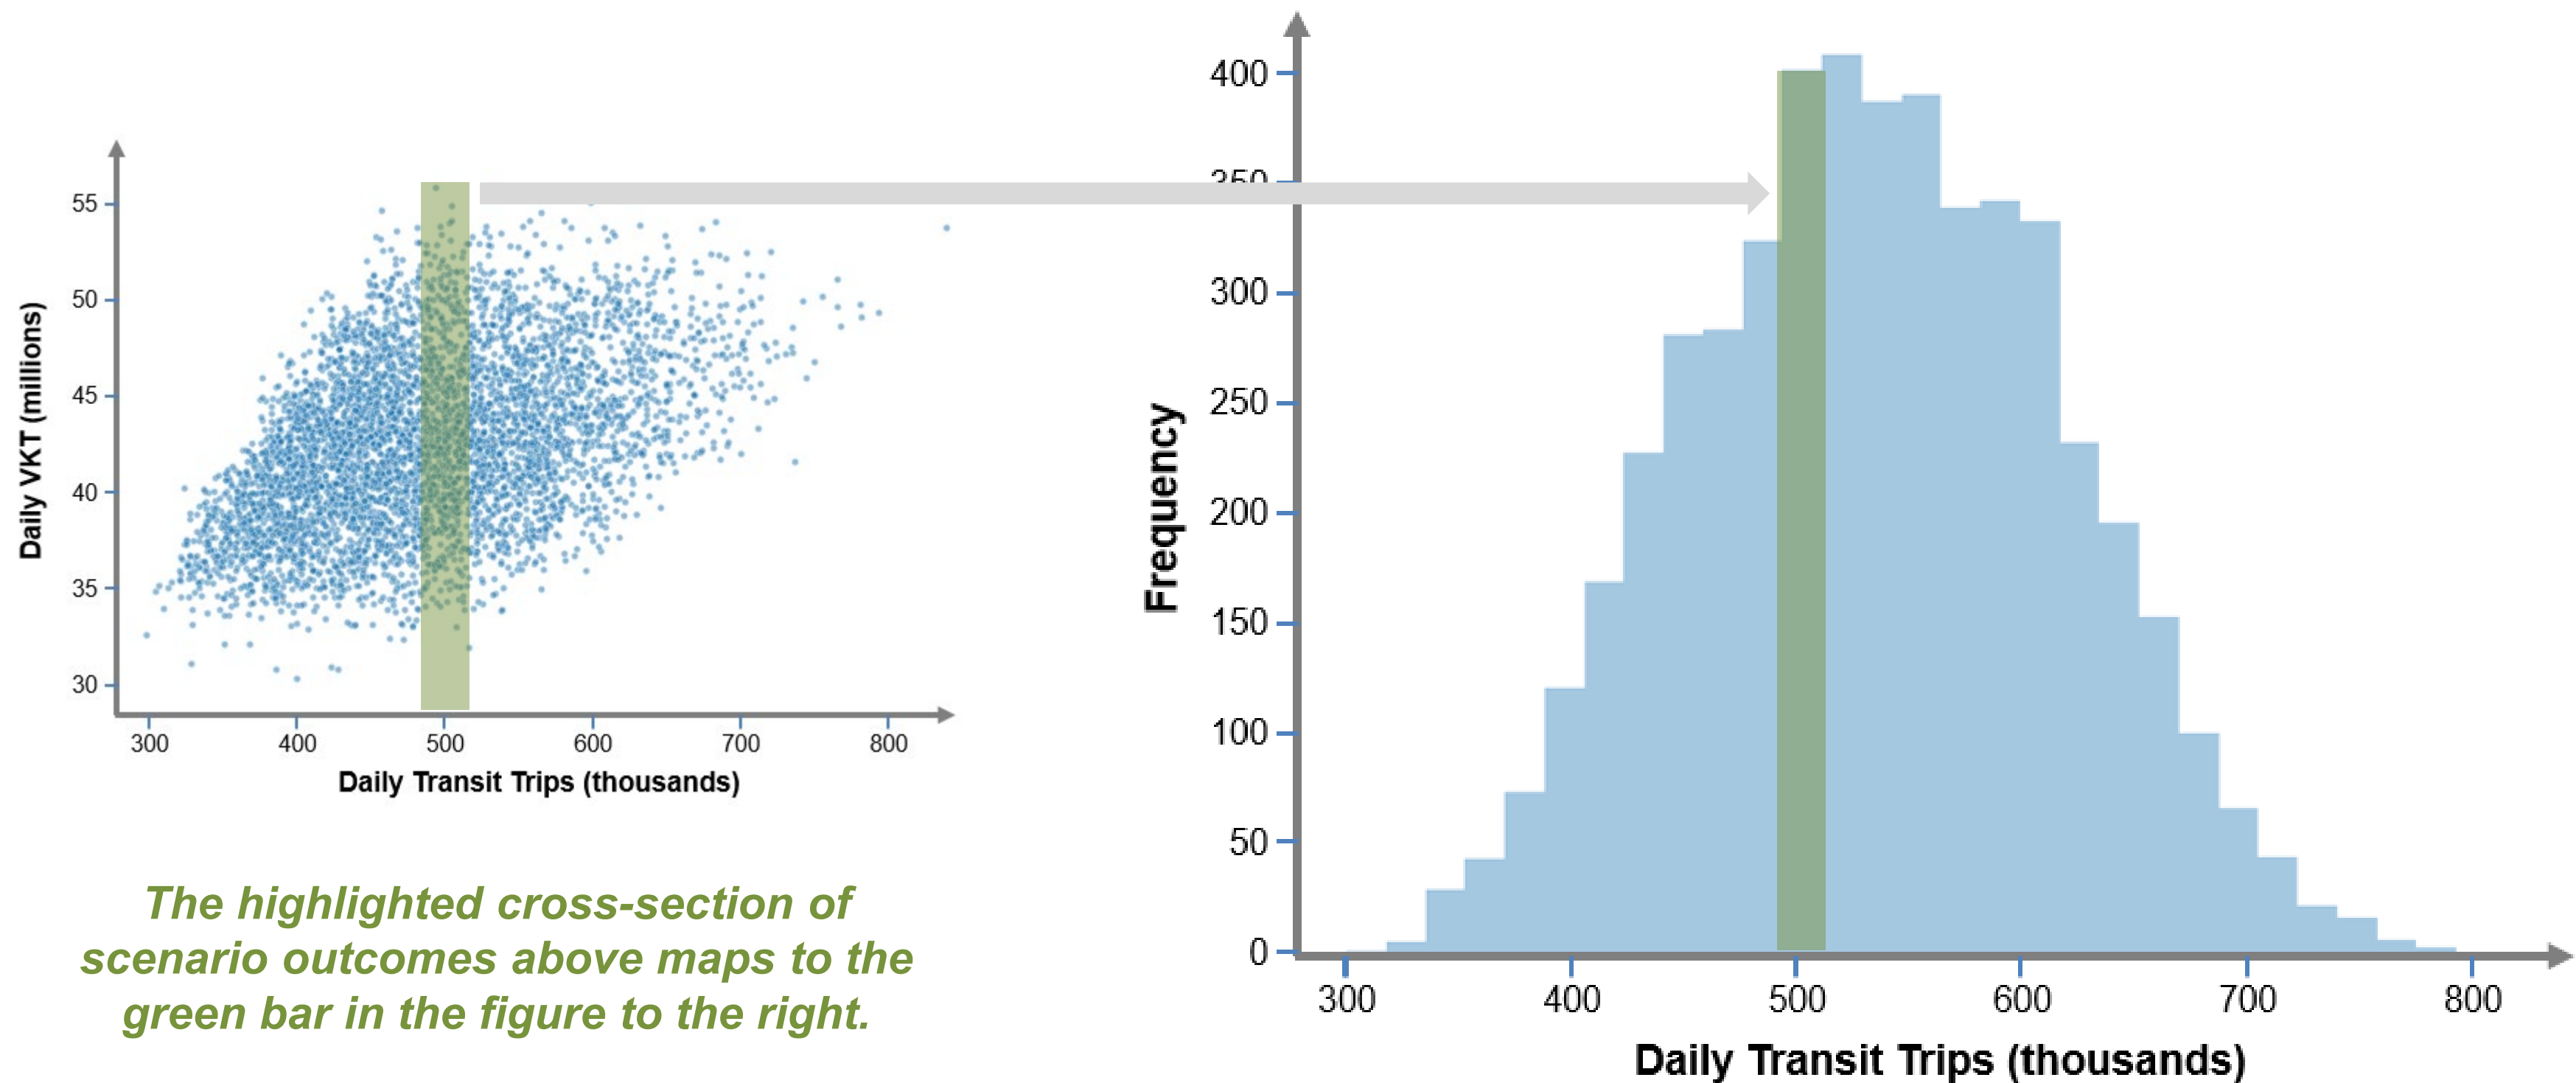 55
50
45
40
35
30
Daily VKT (millions)
300 400 500 600 700 800
Daily Transit Trips (thousands)
The highlighted cross-section of
scenario outcomes above maps to the
green bar in the figure to the right.
400
350
300
250
200
150
100
50
0
Frequency
300 400 500 600 700 800
Daily Transit Trips (thousands)